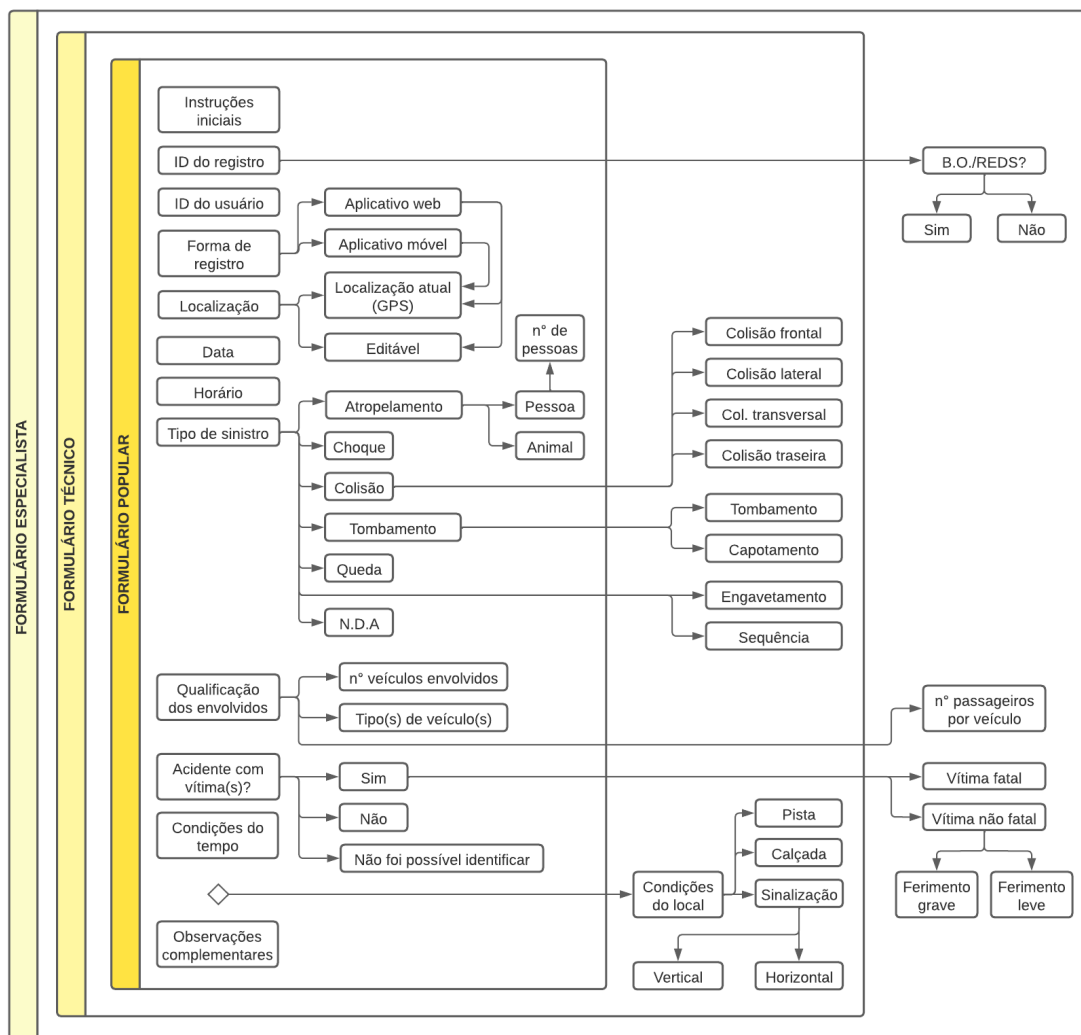 FORMULÁRIO ESPECIALISTA
FORMULÁRIO TÉCNICO
FORMULÁRIO POPULAR
Instruções
iniciais
ID do registro
B.O./REDS?
Sim
Não
ID do usuário
Forma de
registro
Aplicativo web
Aplicativo móvel
Localização
Localização atual
(GPS)
Editável
Data
Horário
Tipo de sinistro
Atropelamento
Pessoa
n° de
pessoas
Animal
Choque
Colisão
Colisão frontal
Colisão lateral
Col. transversal
Colisão traseira
Tombamento
Tombamento
Capotamento
Queda
Engavetamento
Sequência
N.D.A
Qualificação
dos envolvidos
n° veículos envolvidos
Tipo(s) de veículo(s)
n° passageiros
por veículo
Acidente com
vítima(s)?
Sim
Não
Não foi possível identificar
Vítima fatal
Vítima não fatal
Ferimento
grave
Ferimento
leve
Condições do
tempo
Condições
do local
Pista
Calçada
Sinalização
Vertical
Horizontal
Observações
complementares